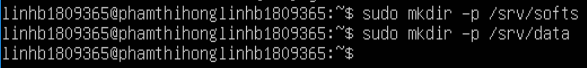 linhb1809365@phamthihonglinhb1809365:~$ sudo mkdir -p /srv/softs
linhb1809365@phamthihonglinhb1809365:~$ sudo mkdir -p /srv/data
linhb1809365@phamthihonglinhb1809365:~$